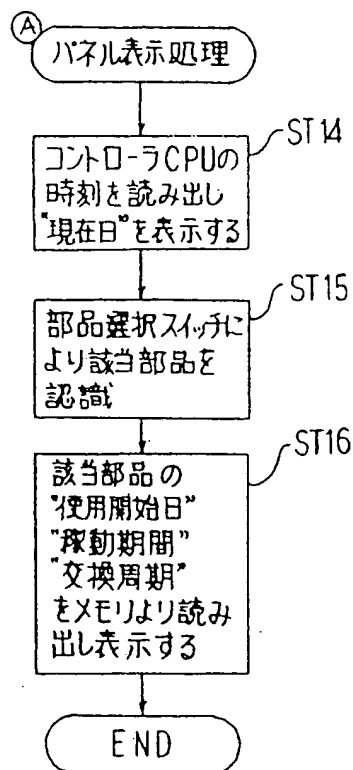 A
パネル表示処理
ST14
コントローラCPUの
時刻を読み出し
"現在日"を表示する
ST15
部品選択スイッチに
より該当部品を
認識
ST16
該当部品の
"使用開始日"
"稼動期間"
"交換周期"
をメモリより読み
出し表示する
END